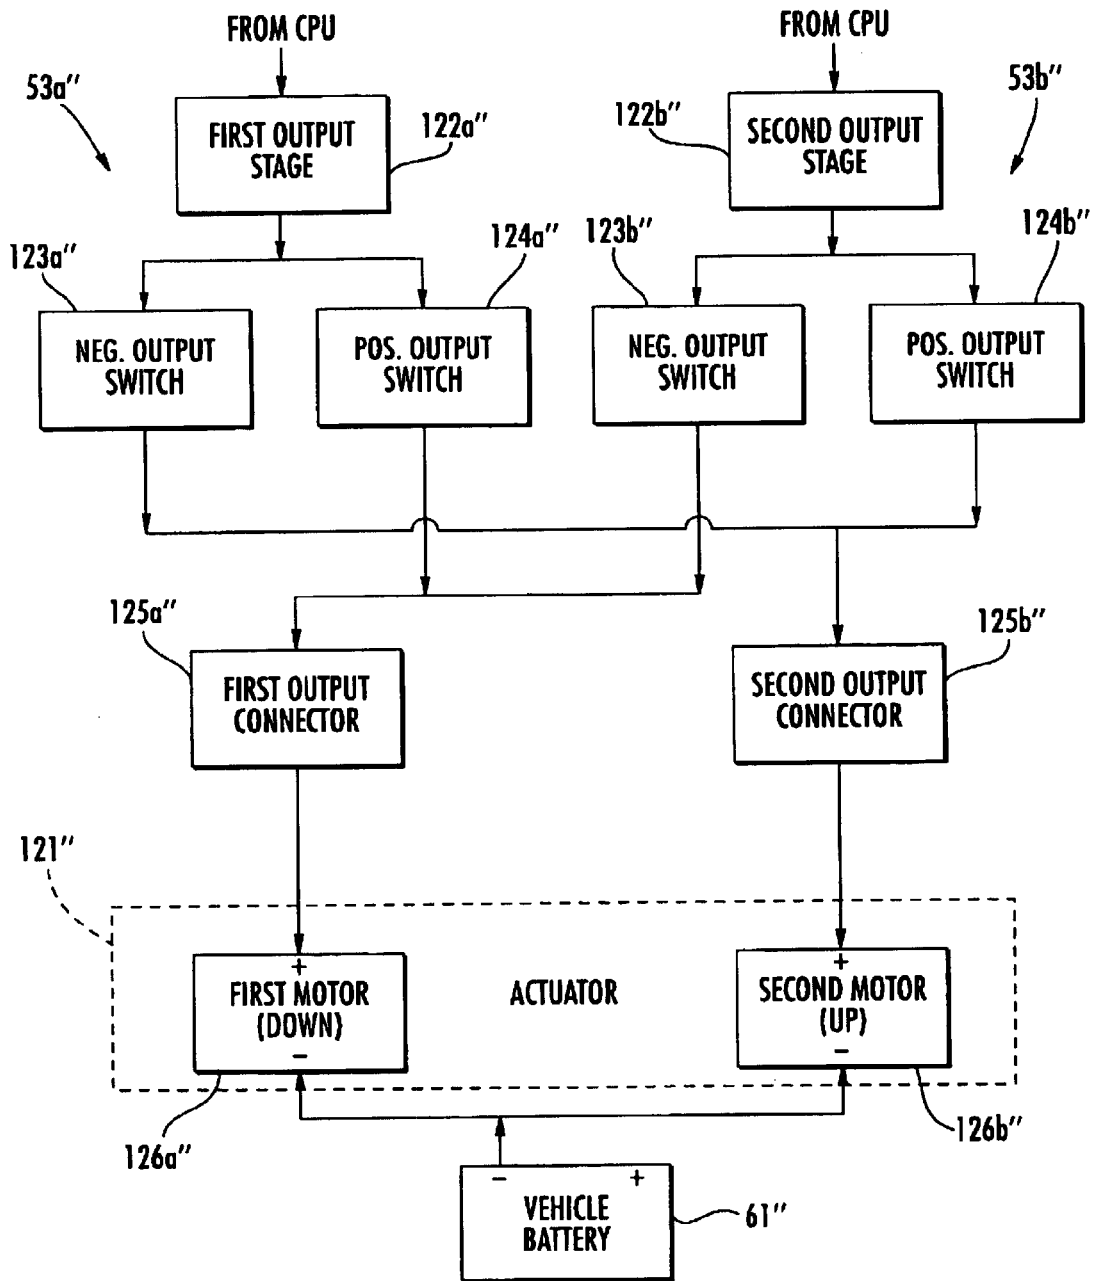 FROM CPU
FROM CPU
53a″
53b″
FIRST OUTPUT
STAGE
122a″
122b″
SECOND OUTPUT
STAGE
123a″
124a″
123b″
124b″
NEG. OUTPUT
SWITCH
POS. OUTPUT
SWITCH
NEG. OUTPUT
SWITCH
POS. OUTPUT
SWITCH
125a″
125b″
FIRST OUTPUT
CONNECTOR
SECOND OUTPUT
CONNECTOR
121″
+
FIRST MOTOR
(DOWN)
−
ACTUATOR
+
SECOND MOTOR
(UP)
−
126a″
126b″
− +
VEHICLE
BATTERY
61″